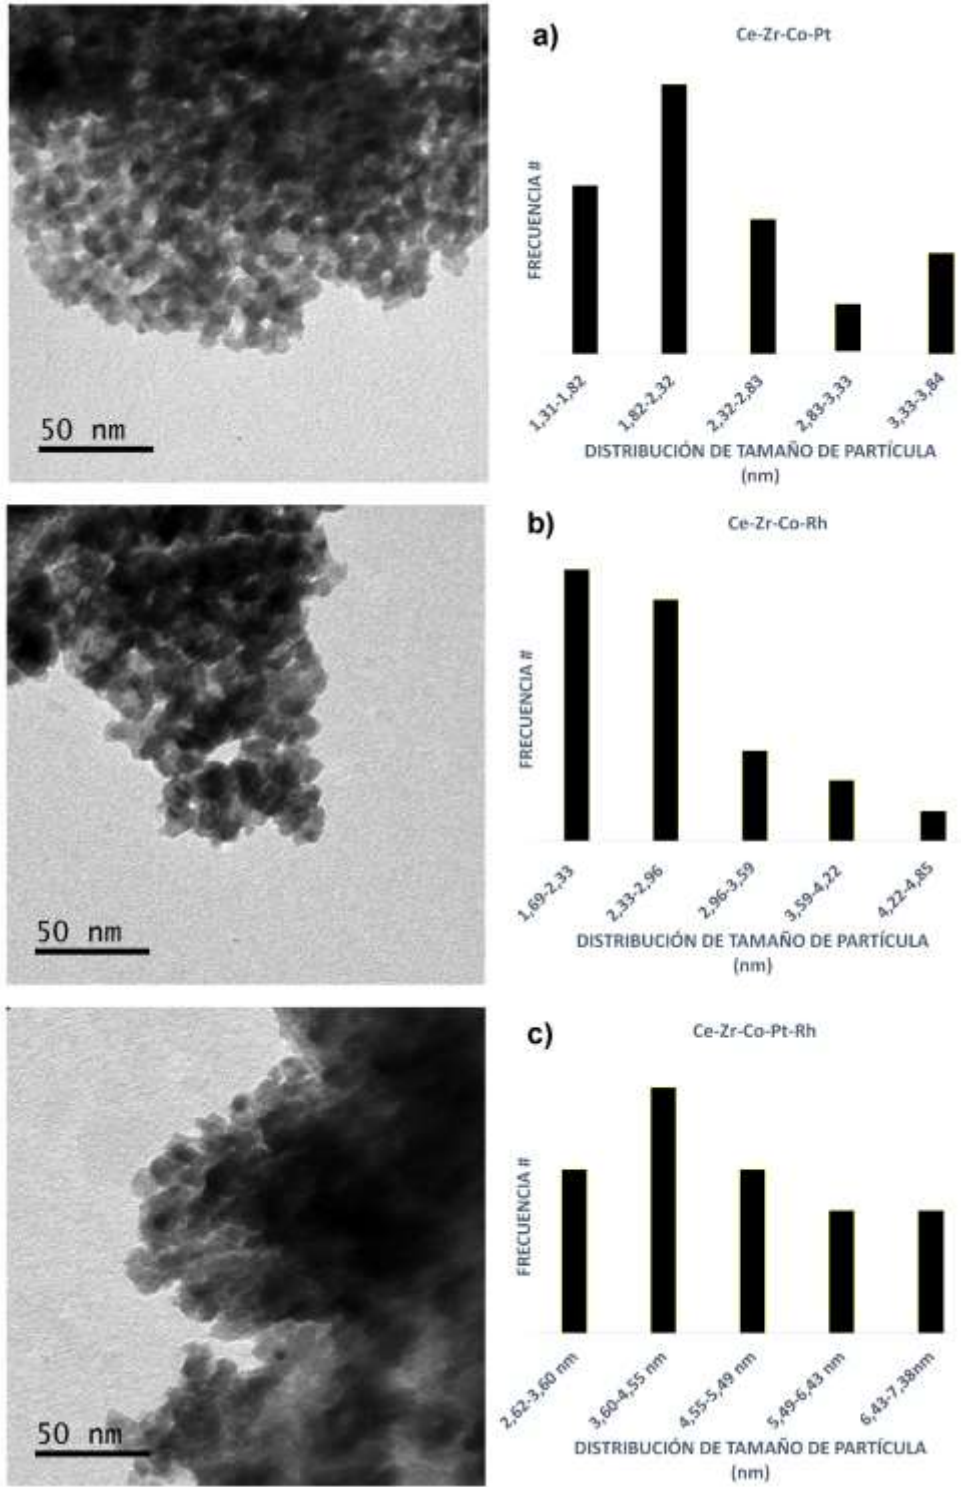 50 nm
a)
Ce-Zr-Co-Pt
FRECUENCIA #
1,31-1,82
1,82-2,32
2,32-2,83
2,83-3,33
3,33-3,84
DISTRIBUCIÓN DE TAMAÑO DE PARTÍCULA
(nm)
50 nm
b)
Ce-Zr-Co-Rh
FRECUENCIA #
1,69-2,33
2,33-2,96
2,96-3,59
3,59-4,22
4,22-4,85
DISTRIBUCIÓN DE TAMAÑO DE PARTÍCULA
(nm)
50 nm
c)
Ce-Zr-Co-Pt-Rh
FRECUENCIA #
2,62-3,60 nm
3,60-4,55 nm
4,55-5,49 nm
5,49-6,43 nm
6,43-7,38nm
DISTRIBUCIÓN DE TAMAÑO DE PARTÍCULA
(nm)